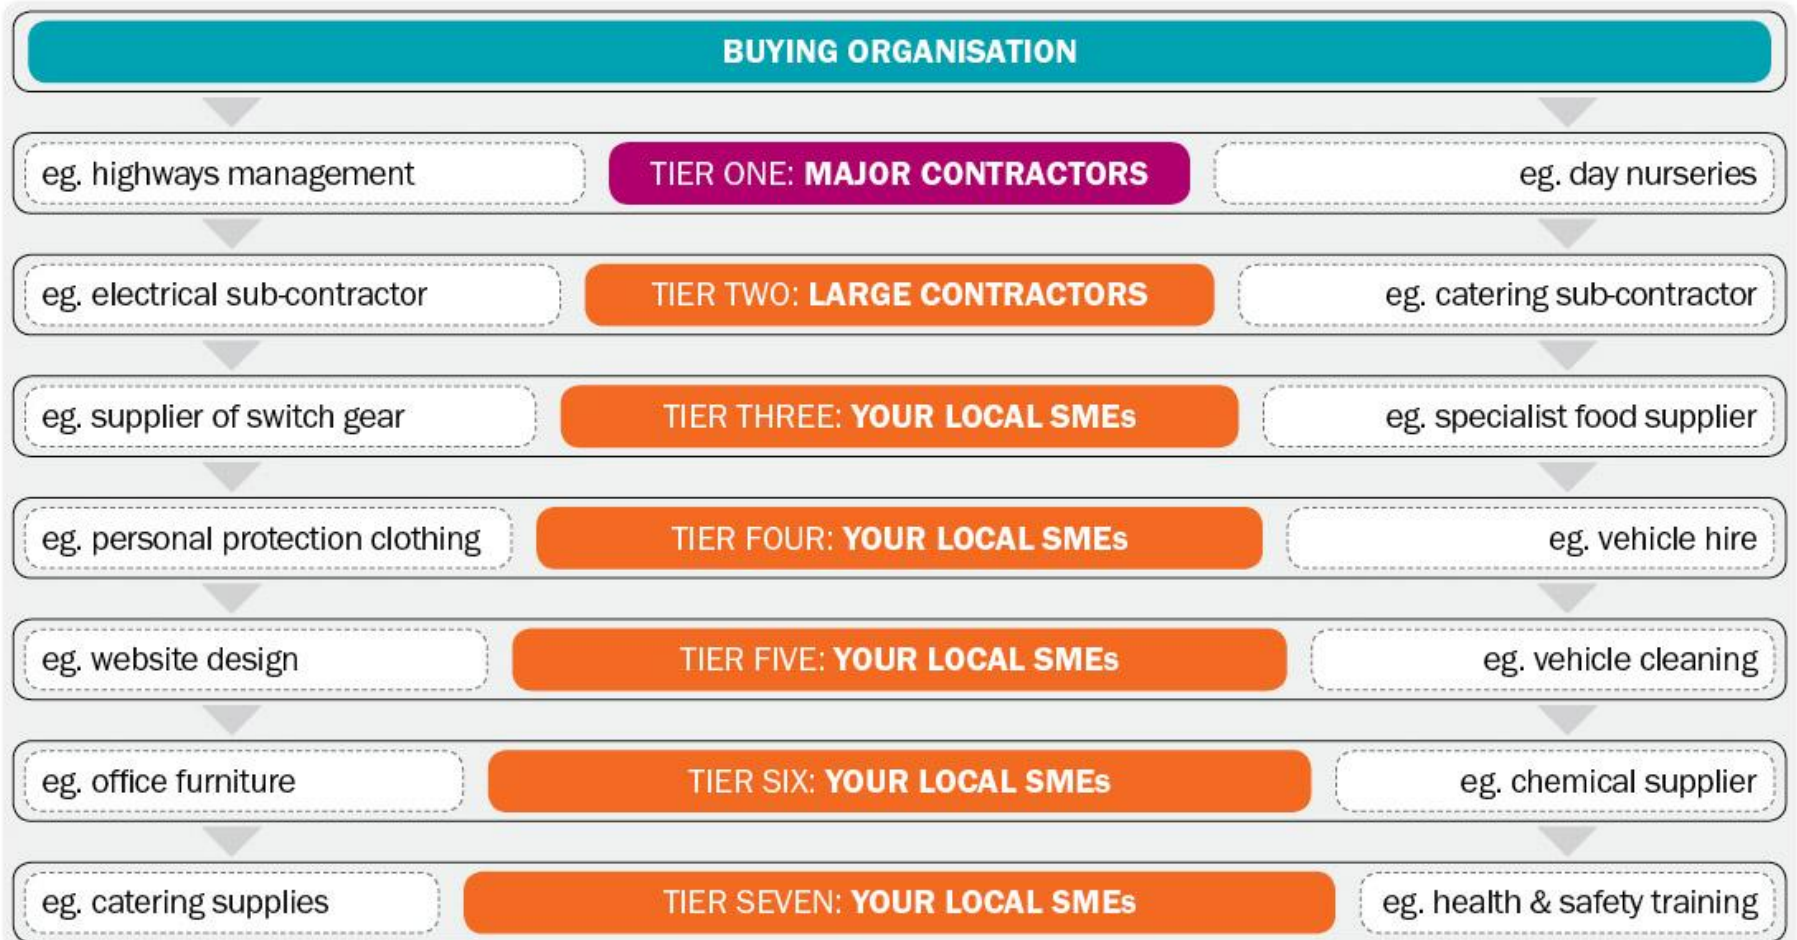 BUYING ORGANISATION
eg. highways management
TIER ONE: MAJOR CONTRACTORS
eg. day nurseries
eg. electrical sub-contractor
TIER TWO: LARGE CONTRACTORS
eg. catering sub-contractor
eg. supplier of switch gear
TIER THREE: YOUR LOCAL SMEs
eg. specialist food supplier
eg. personal protection clothing
TIER FOUR: YOUR LOCAL SMEs
eg. vehicle hire
eg. website design
TIER FIVE: YOUR LOCAL SMEs
eg. vehicle cleaning
eg. office furniture
TIER SIX: YOUR LOCAL SMEs
eg. chemical supplier
eg. catering supplies
TIER SEVEN: YOUR LOCAL SMEs
eg. health & safety training